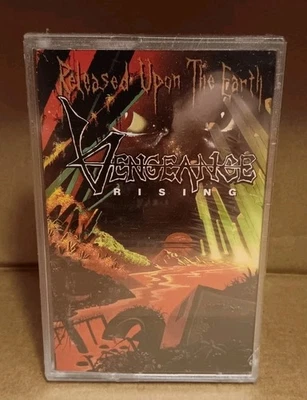 Released Upon The Earth
VENGEANCE
RISING